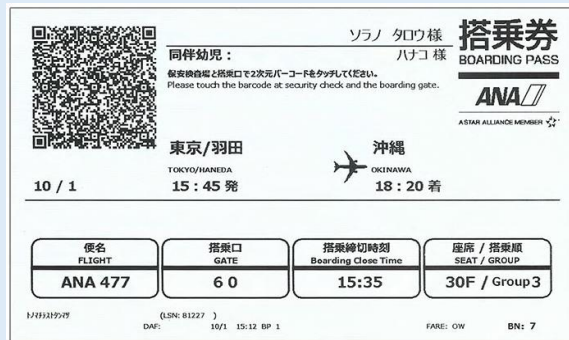 ソラノ タロウ 様
同伴幼児： ハナコ 様
搭乗券
BOARDING PASS
保安検査場と搭乗口で2次元バーコードをタッチしてください。
Please touch the barcode at security check and the boarding gate.
ANA
A STAR ALLIANCE MEMBER
東京/羽田 沖縄
TOKYO/HANEDA OKINAWA
10 / 1 15 : 45 発 18 : 20 着
便名 搭乗口 搭乗締切時刻 座席 / 搭乗順
FLIGHT GATE Boarding Close Time SEAT / GROUP
ANA 477 6 0 15:35 30F / Group 3
(LSN: 81227 )
DAF: 10/1 15:12 BP 1 FARE: OW BN: 7